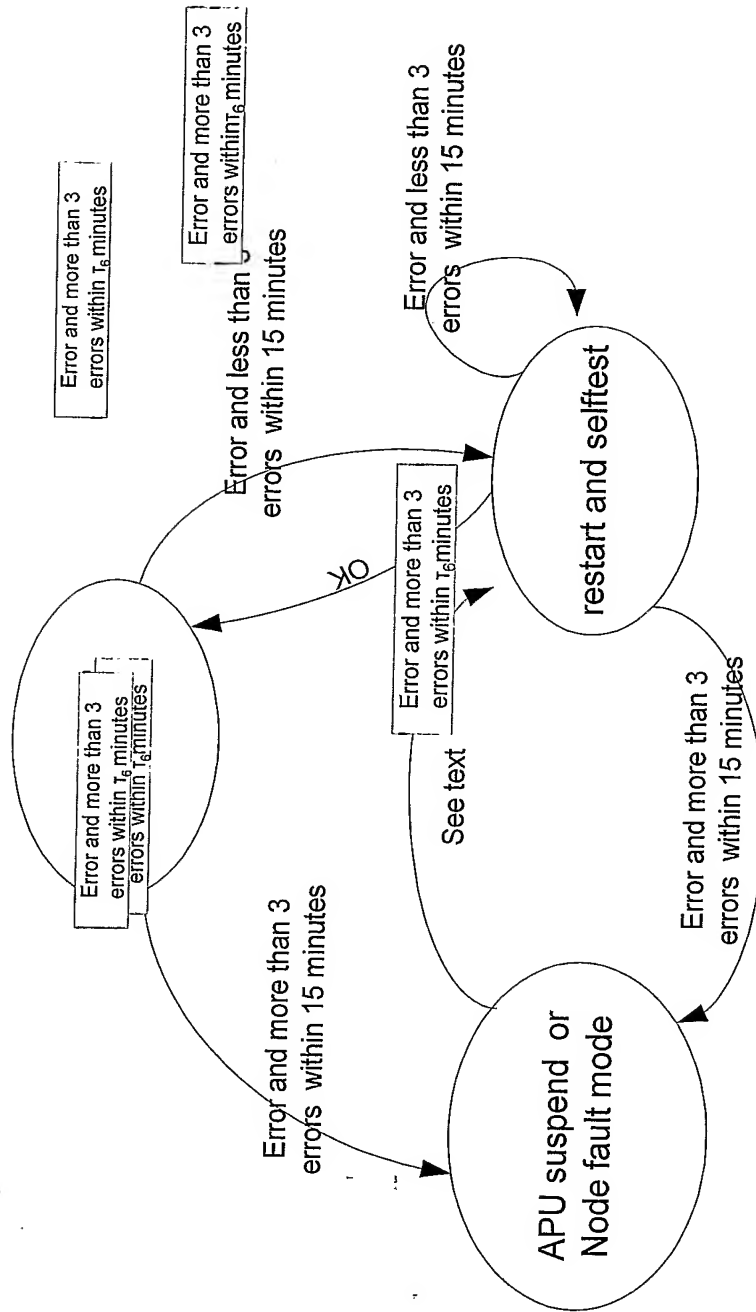 Error and more than 3
errors within τ₆ minutes
Error and more than 3
errors within τ₆ minutes
Error and less than
errors within 15 minutes
Error and more than 3
errors within τ₆ minutes
errors within τ₆ minutes
OK
Error and less than 3
errors within 15 minutes
Error and more than 3
errors within τ₆ minutes
See text
Error and more than 3
errors within 15 minutes
restart and selftest
Error and more than 3
errors within 15 minutes
APU suspend or
Node fault mode